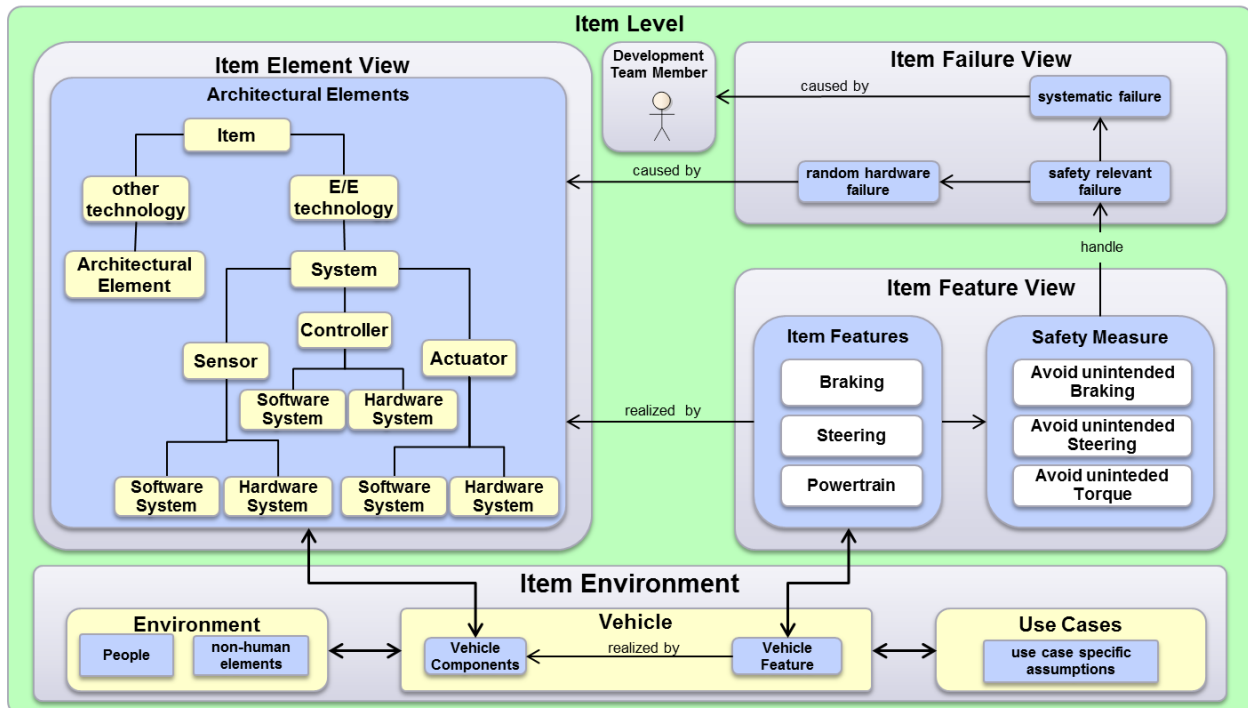 Item Level
Item Element View
Architectural Elements
Item
other
technology
E/E
technology
Architectural
Element
System
Controller
Sensor
Actuator
Software
System
Hardware
System
Software
System
Hardware
System
Software
System
Hardware
System
Development
Team Member
Item Failure View
caused by
systematic failure
caused by
random hardware
failure
safety relevant
failure
handle
Item Feature View
realized by
Item Features
Braking
Steering
Powertrain
Safety Measure
Avoid unintended
Braking
Avoid unintended
Steering
Avoid uninteded
Torque
Item Environment
Environment
People
non-human
elements
Vehicle
Vehicle
Components
realized by
Vehicle
Feature
Use Cases
use case specific
assumptions